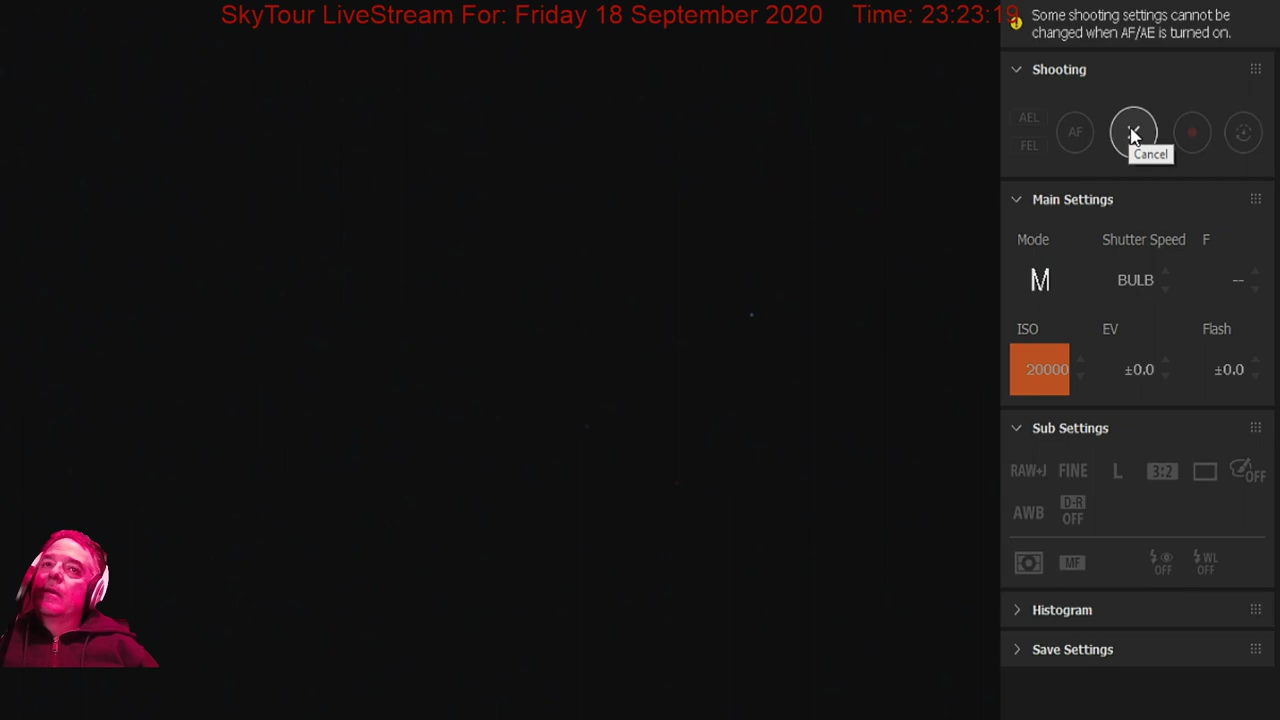 SkyTour LiveStream For: Friday 18 September 2020 Time: 23:23:19
Some shooting settings cannot be
changed when AF/AE is turned on.
Shooting
AEL
AF
FEL
Cancel
Main Settings
Mode Shutter Speed F
M BULB --
ISO EV Flash
20000 ±0.0 ±0.0
Sub Settings
RAW+J FINE L 3:2 OFF
AWB D-R OFF
MF OFF WL OFF
Histogram
Save Settings